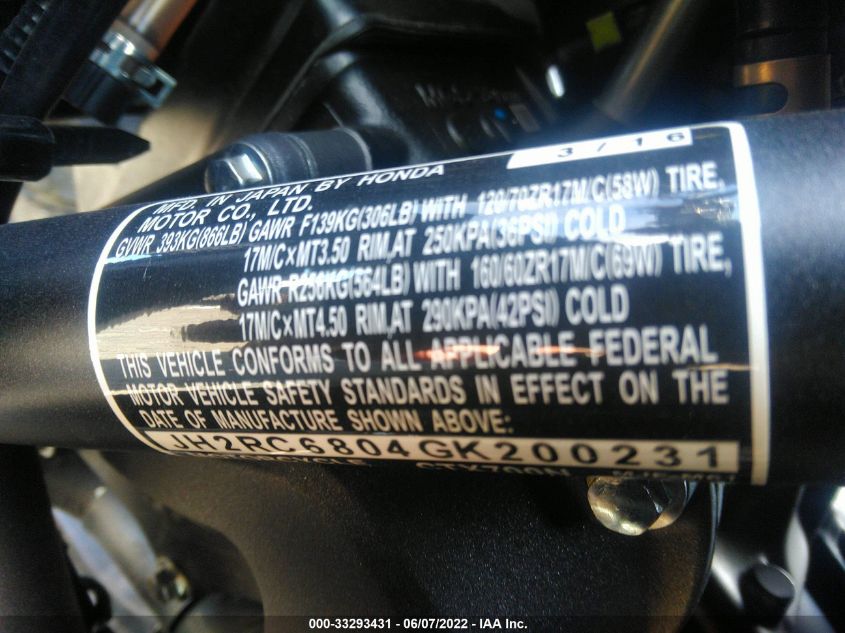 3/16
MFD. IN JAPAN BY HONDA
MOTOR CO., LTD.
GVWR 393KG(866LB) GAWR F139KG(306LB) WITH 120/70ZR17M/C(58W) TIRE,
17M/C×MT3.50 RIM,AT 250KPA(36PSI) COLD
GAWR R256KG(564LB) WITH 160/60ZR17M/C(69W) TIRE,
17M/C×MT4.50 RIM,AT 290KPA(42PSI) COLD
THIS VEHICLE CONFORMS TO ALL APPLICABLE FEDERAL
MOTOR VEHICLE SAFETY STANDARDS IN EFFECT ON THE
DATE OF MANUFACTURE SHOWN ABOVE:
JH2RC6804GK200231
MOTORCYCLE CTX700N
000-33293431 - 06/07/2022 - IAA Inc.